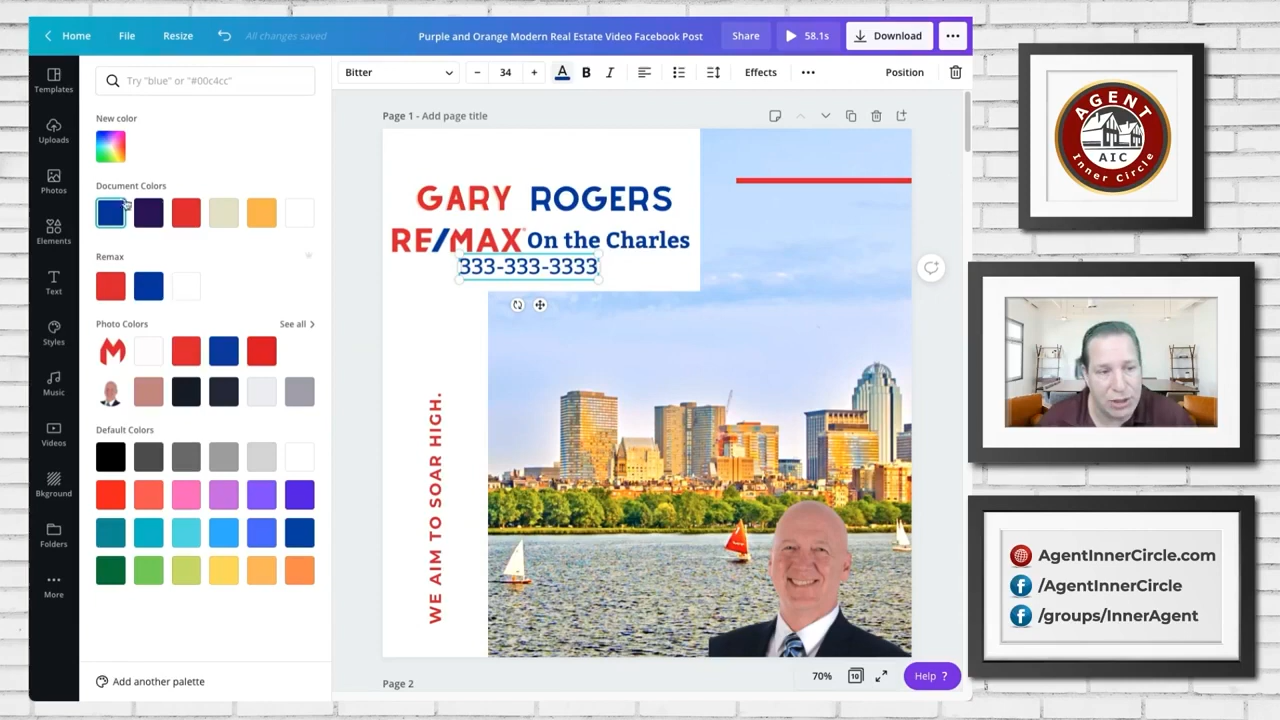 Home
File
Resize
All changes saved
Purple and Orange Modern Real Estate Video Facebook Post
Share
58.1s
Download
Templates
Uploads
Photos
Elements
Text
Styles
Music
Videos
Bkground
Folders
More
Try "blue" or "#00c4cc"
New color
Document Colors
Remax
Photo Colors
See all
Default Colors
Add another palette
Bitter
34
A
B
I
Effects
Position
Page 1 - Add page title
GARY ROGERS
RE/MAX On the Charles
333-333-3333
WE AIM TO SOAR HIGH.
Page 2
70%
10
Help ?
AGENT
AIC
Inner Circle
AgentInnerCircle.com
/AgentInnerCircle
/groups/InnerAgent